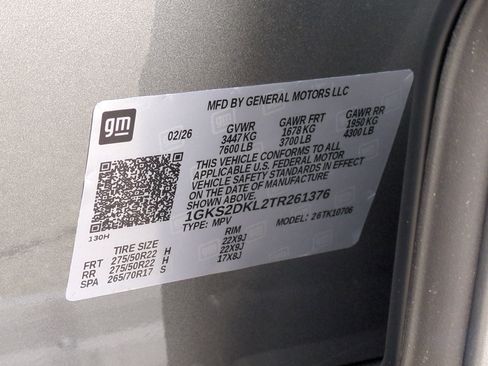 gm
MFD BY GENERAL MOTORS LLC
02/26 GVWR GAWR FRT GAWR RR
3447 KG 1678 KG 1950 KG
7600 LB 3700 LB 4300 LB
THIS VEHICLE CONFORMS TO ALL
APPLICABLE U.S. FEDERAL MOTOR
VEHICLE SAFETY STANDARDS IN EFFECT
ON THE DATE OF MANUFACTURE
1GKS2DKL2TR261376
TYPE: MPV MODEL: 26TK10706
130H
TIRE SIZE RIM
FRT 275/50R22 H 22X9J
RR 275/50R22 H 22X9J
SPA 265/70R17 S 17X8J